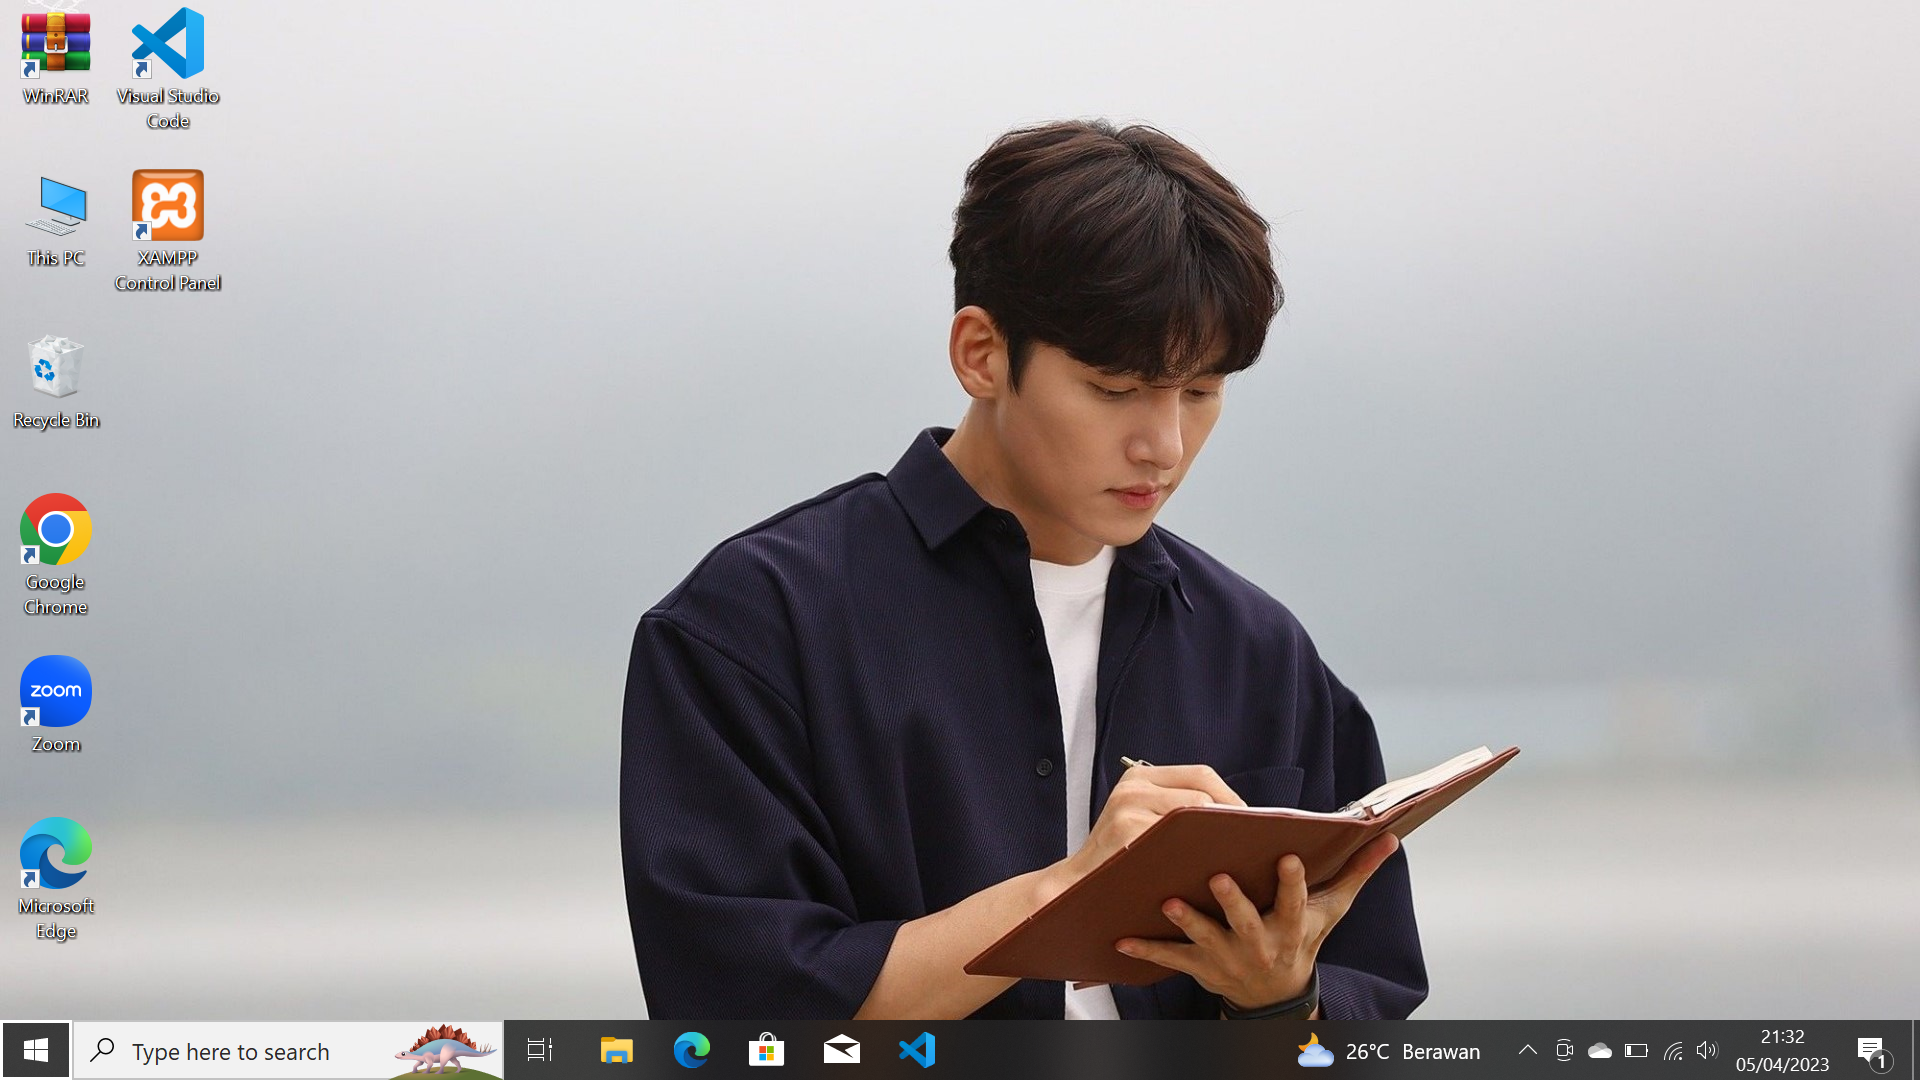 WinRAR
Visual Studio
Code
This PC
XAMPP
Control Panel
Recycle Bin
Google
Chrome
zoom
Zoom
Microsoft
Edge
Type here to search
26°C Berawan
21:32
05/04/2023
1